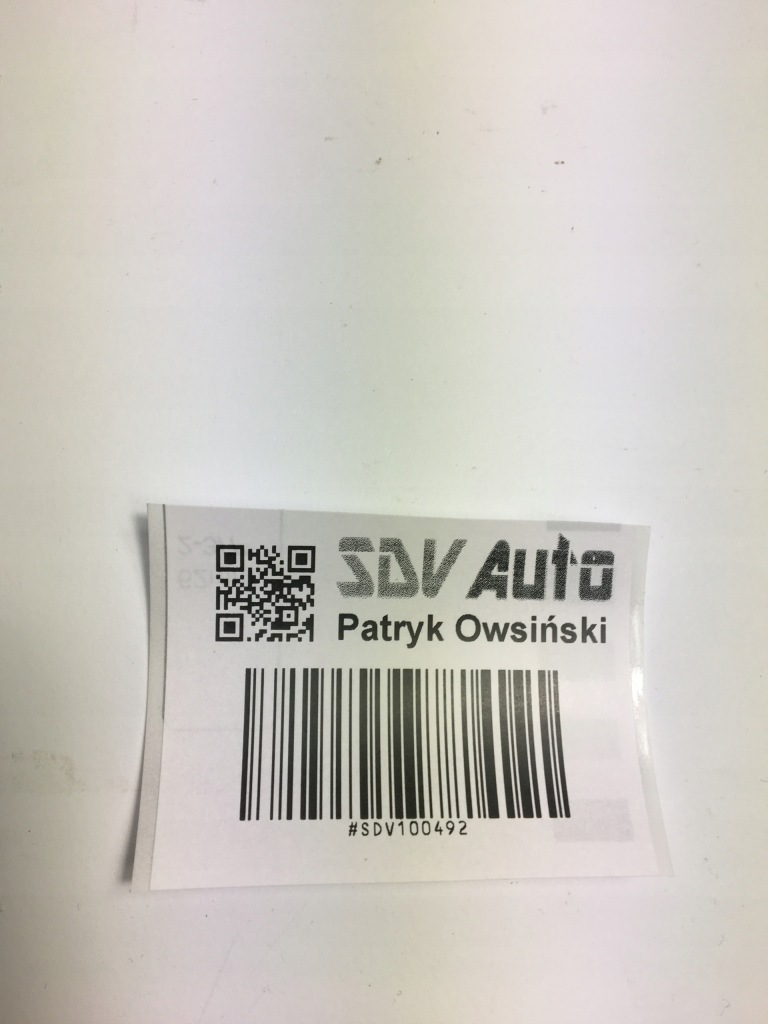 SDV Auto
Patryk Owsiński
#SDV100492